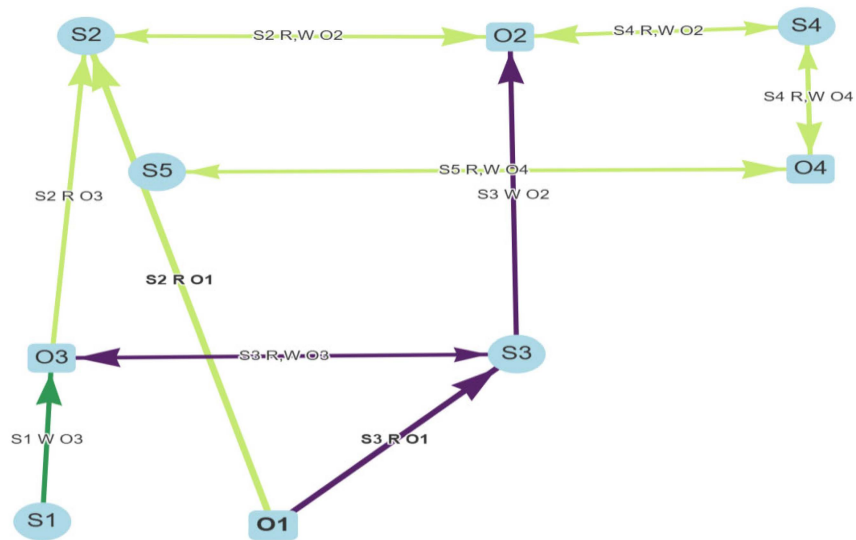 S2
S2 R,W O2
O2
S4 R,W O2
S4
S4 R,W O4
S5
S5 R,W O4
O4
S3 W O2
S2 R O3
S2 R O1
O3
S3 R,W O3
S3
S1 W O3
S3 R O1
S1
O1